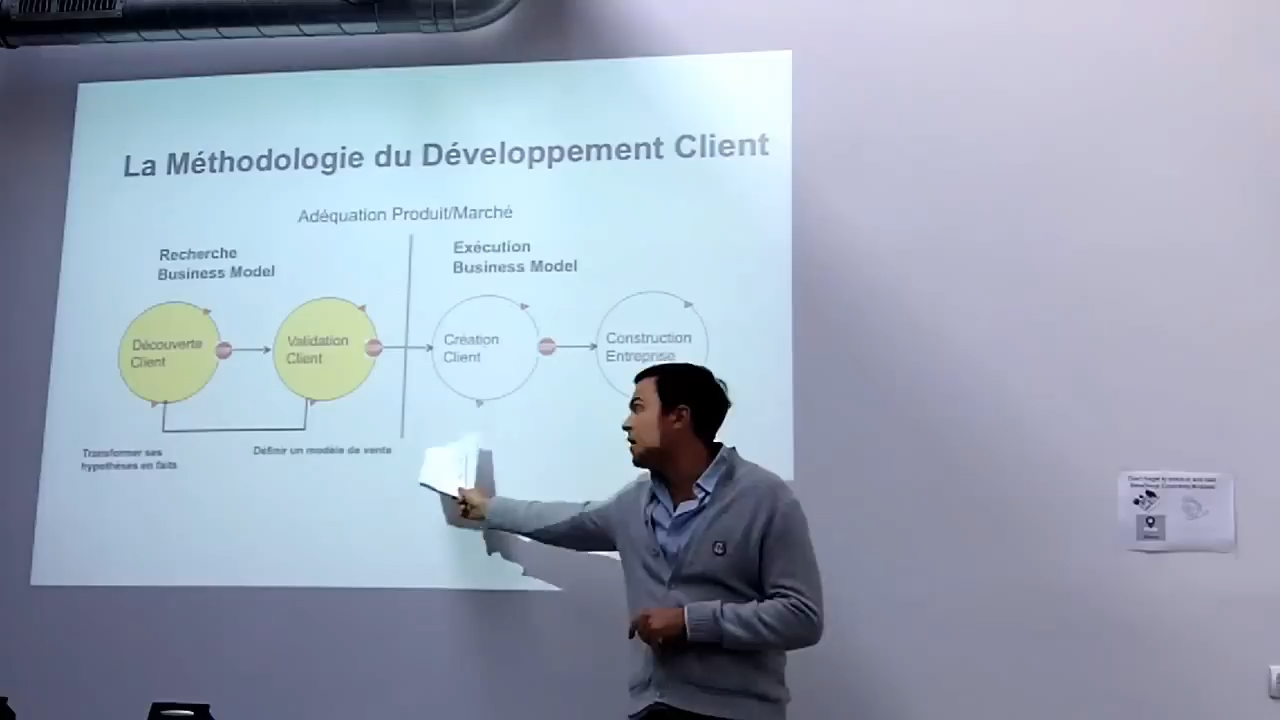 La Méthodologie du Développement Client
Adéquation Produit/Marché
Recherche
Business Model
Exécution
Business Model
Découverte
Client
Validation
Client
Création
Client
Construction
Entreprise
Transformer ses
hypothèses en faits
Définir un modèle de vente